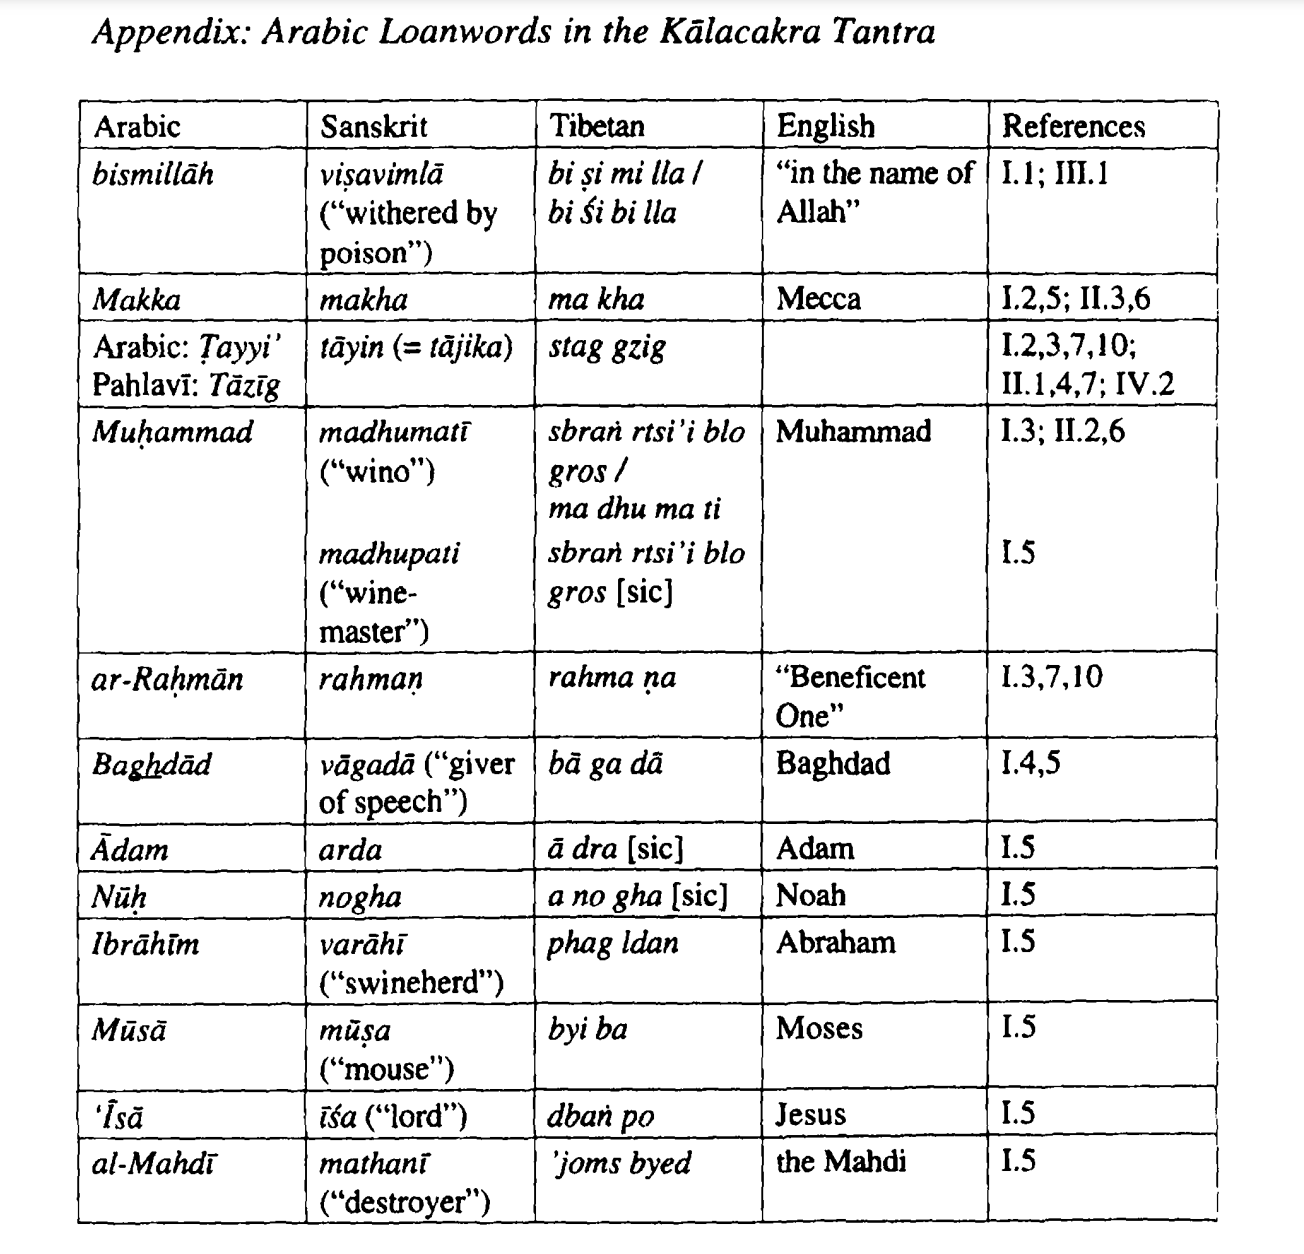 Appendix: Arabic Loanwords in the Kālacakra Tantra
Arabic Sanskrit Tibetan English References
bismillāh viṣavimlā bi ṣi mi lla / “in the name of I.1; III.1
(“withered by bi śi bi lla Allah”
poison”)
Makka makha ma kha Mecca I.2,5; II.3,6
Arabic: Ṭayyi’ tāyin (= tājika) stag gzig I.2,3,7,10;
Pahlavī: Tāzīg II.1,4,7; IV.2
Muḥammad madhumatī sbraṅ rtsi’i blo Muhammad I.3; II.2,6
(“wino”) gros /
ma dhu ma ti
madhupati sbraṅ rtsi’i blo I.5
(“wine- gros [sic]
master”)
ar-Raḥmān rahmaṇ rahma ṇa “Beneficent I.3,7,10
One”
Baghdād vāgadā (“giver bā ga dā Baghdad I.4,5
of speech”)
Ādam arda ā dra [sic] Adam I.5
Nūḥ nogha a no gha [sic] Noah I.5
Ibrāhīm varāhī phag ldan Abraham I.5
(“swineherd”)
Mūsā mūṣa byi ba Moses I.5
(“mouse”)
‘Īsā īśa (“lord”) dbaṅ po Jesus I.5
al-Mahdī mathanī ’joms byed the Mahdi I.5
(“destroyer”)